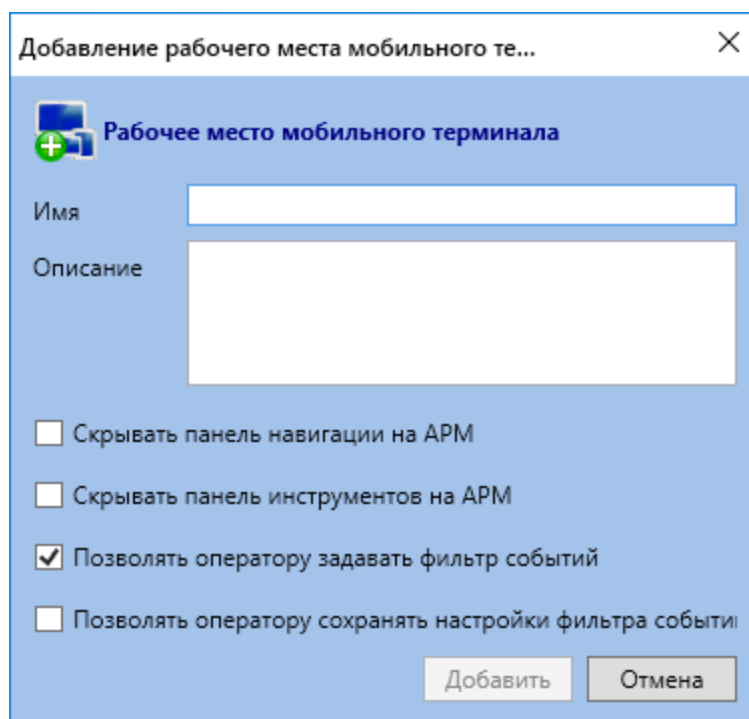 Добавление рабочего места мобильного те...
Рабочее место мобильного терминала
Имя
Описание
Скрывать панель навигации на АРМ
Скрывать панель инструментов на АРМ
Позволять оператору задавать фильтр событий
Позволять оператору сохранять настройки фильтра событи
Добавить
Отмена